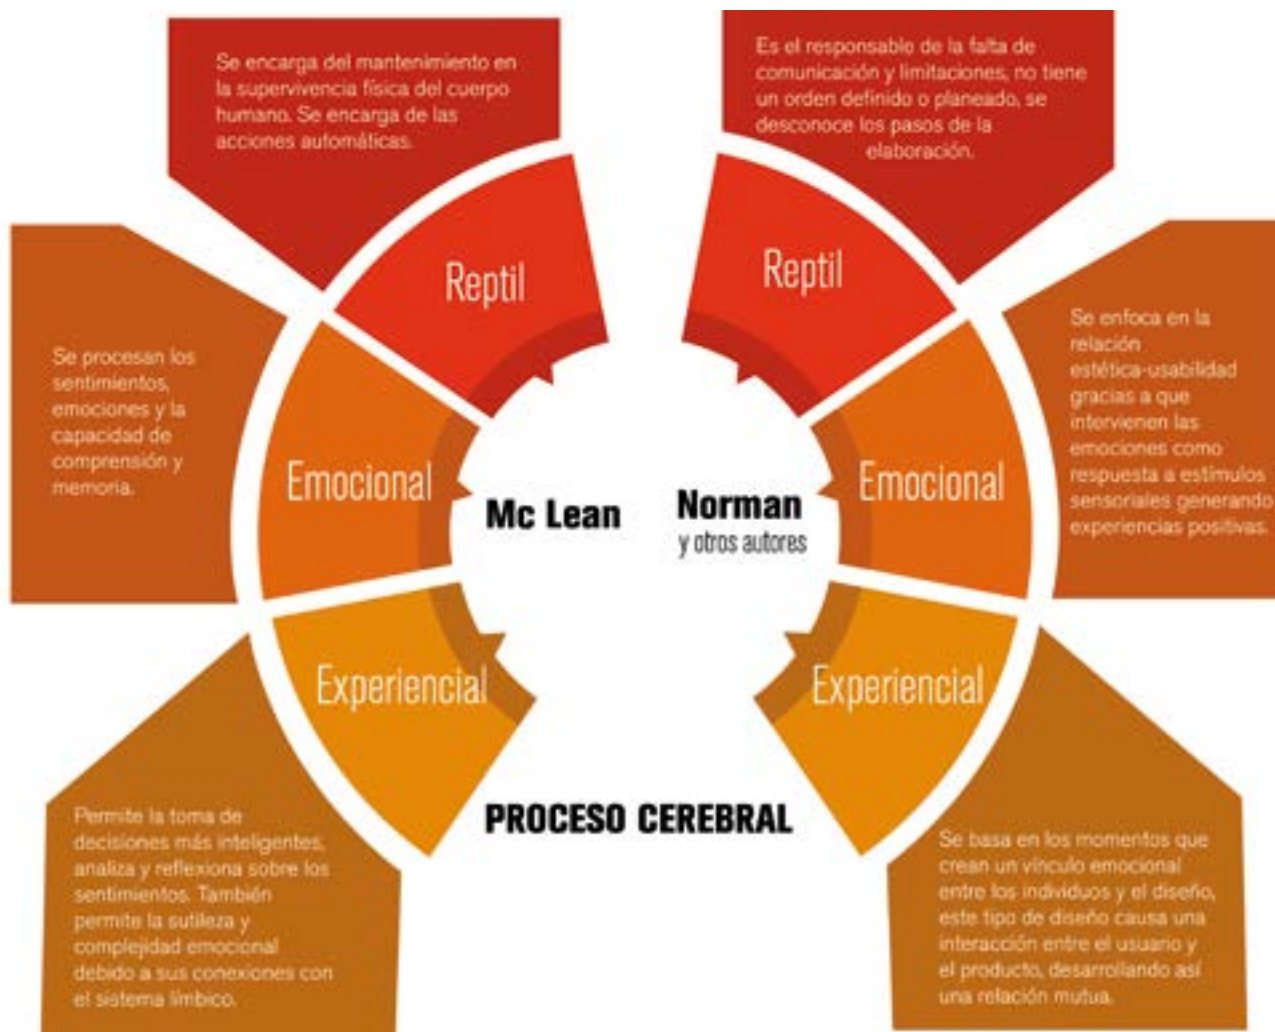 Se encarga del mantenimiento en
la supervivencia física del cuerpo
humano. Se encarga de las
acciones automáticas.
Reptil
Se procesan los
sentimientos,
emociones y la
capacidad de
comprensión y
memoria.
Emocional
Mc Lean
Experiencial
Permite la toma de
decisiones más inteligentes,
analiza y reflexiona sobre los
sentimientos. También
permite la sutileza y
complejidad emocional
debido a sus conexiones con
el sistema límbico.
Es el responsable de la falta de
comunicación y limitaciones, no tiene
un orden definido o planeado, se
desconoce los pasos de la
elaboración.
Reptil
Se enfoca en la
relación
estética-usabilidad
gracias a que
intervienen las
emociones como
respuesta a estímulos
sensoriales generando
experiencias positivas.
Emocional
Norman
y otros autores
Experiencial
Se basa en los momentos que
crean un vínculo emocional
entre los individuos y el diseño,
este tipo de diseño causa una
interacción entre el usuario y
el producto, desarrollando así
una relación mutua.
PROCESO CEREBRAL